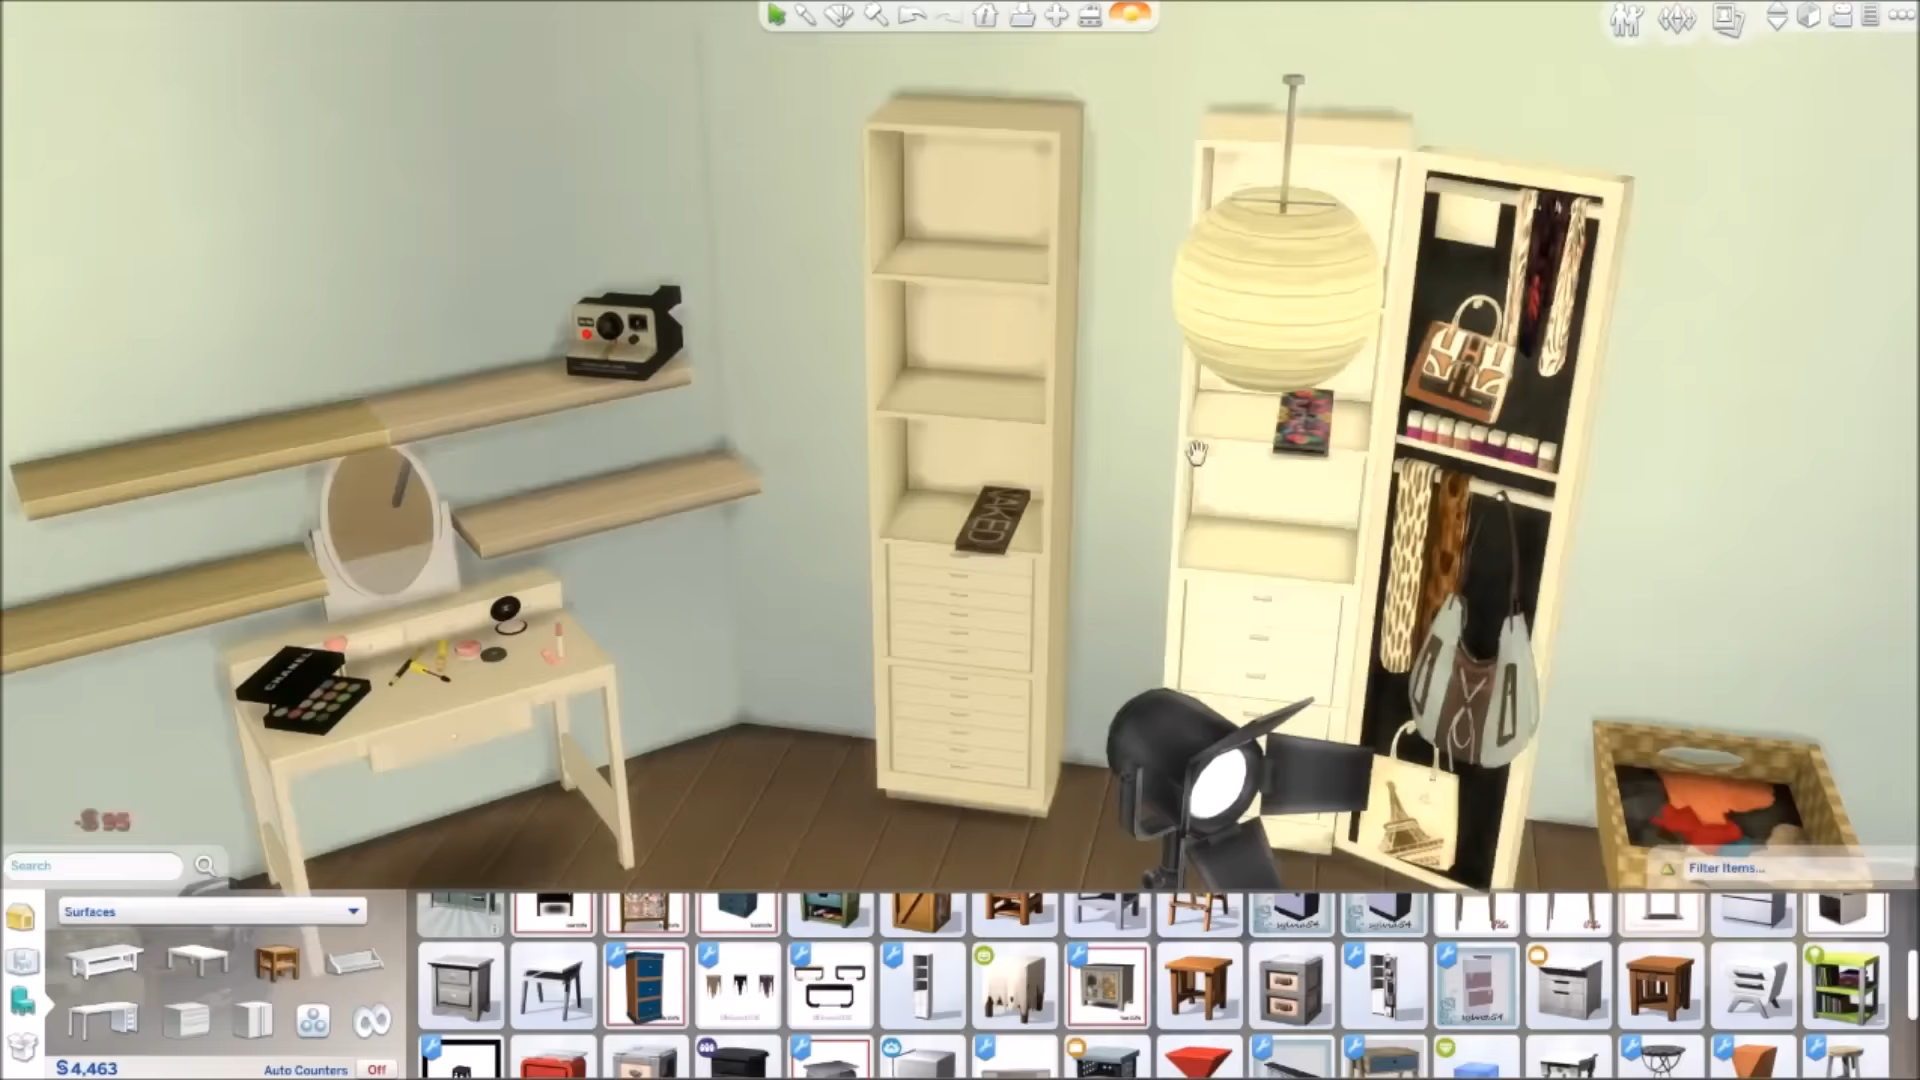 NAKED
CHANEL
-§95
Search
Filter Items...
Surfaces
§4,463
Auto Counters
Off